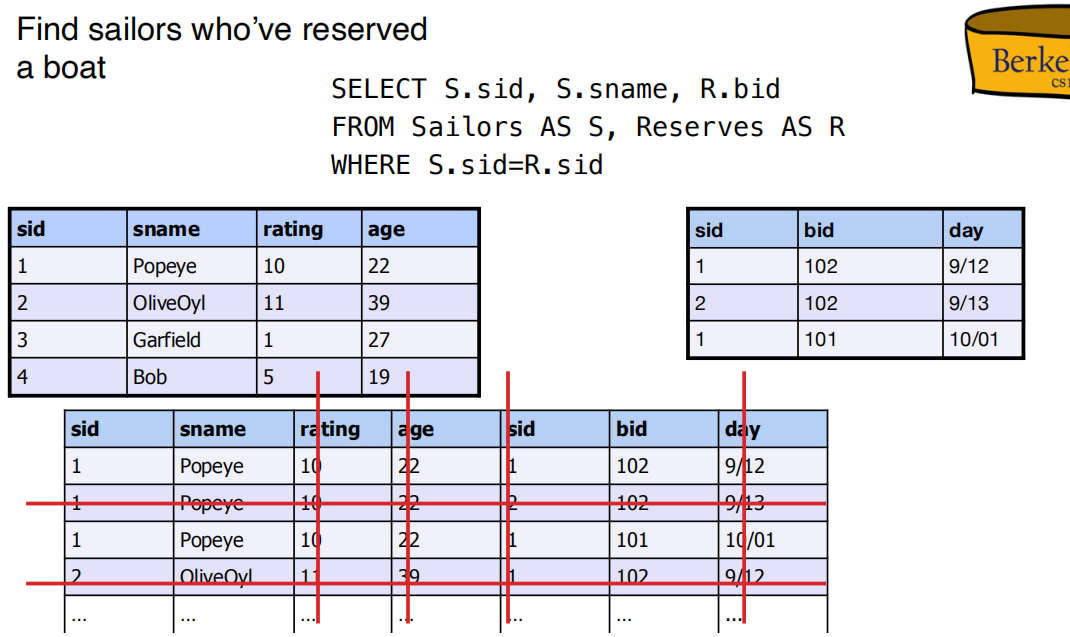 Find sailors who've reserved
a boat
SELECT S.sid, S.sname, R.bid
FROM Sailors AS S, Reserves AS R
WHERE S.sid=R.sid
sid sname rating age
1 Popeye 10 22
2 OliveOyl 11 39
3 Garfield 1 27
4 Bob 5 19
sid bid day
1 102 9/12
2 102 9/13
1 101 10/01
sid sname rating age sid bid day
1 Popeye 10 22 1 102 9/12
1 Popeye 10 22 2 102 9/13
1 Popeye 10 22 1 101 10/01
2 OliveOyl 11 39 1 102 9/12
... ... ... ... ... ... ...